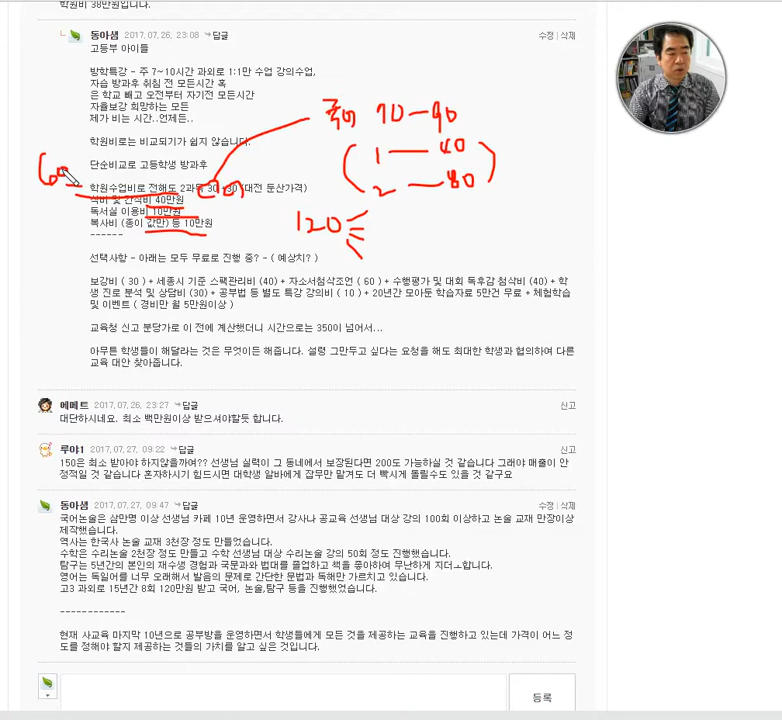 학원비 38만원입니다.
동아샘 2017.07.26, 23:08 답글 수정 | 삭제
고등부 아이들
방학특강 - 주 7~10시간 과외로 1:1만 수업 강의수업,
자습 방과후 취침 전 모든시간 혹
은 학교 빼고 오전부터 자기전 모든시간
자율보강 희망하는 모든
제가 비는 시간..언제든..
국어 70-90
학원비로는 비교되기가 쉽지 않습니다.
1 — 40
단순비교로 고등학생 방과후
2 — 80
60
학원수업비로 전해도 2과목 30+30(대전 둔산가격)
석비 및 간식비 40만원
독서실 이용비 10만원
120
복사비 (종이 값만) 등 10만원
------
선택사항 - 아래는 모두 무료로 진행 중? - ( 예상치? )
보강비 ( 30 ) + 세종시 기준 스팩관리비 (40) + 자소서첨삭조언 ( 60 ) + 수행평가 및 대회 독후감 첨삭비 (40) + 학
생 진로 분석 및 상담비 (30) + 공부법 등 별도 특강 강의비 ( 10 ) + 20년간 모아둔 학습자료 5만건 무료 + 체험학습
및 이벤트 ( 경비만 월 5만원이상 )
교육청 신고 분당가로 이 전에 계산했더니 시간으로는 350이 넘어서...
아무튼 학생들이 해달라는 것은 무엇이든 해줍니다. 설령 그만두고 싶다는 요청을 해도 최대한 학생과 협의하여 다른
교육 대안 찾아줍니다.
에페트 2017.07.26, 23:27 답글 신고
대단하시네요. 최소 백만원이상 받으셔야할듯 합니다.
루야1 2017.07.27, 09:22 답글 신고
150은 최소 받아야 하지않을까여?? 선생님 실력이 그 동네에서 보장된다면 200도 가능하실 것 같습니다 그래야 매출이 안
정적일 것 같습니다 혼자하시기 힘드시면 대학생 알바에게 잡무만 맡겨도 더 빡시게 돌릴수도 있을 것 같구요
동아샘 2017.07.27, 09:47 답글 수정 | 삭제
국어논술은 삼만명 이상 선생님 카페 10년 운영하면서 강사나 공교육 선생님 대상 강의 100회 이상하고 논술 교재 만장이상
제작했습니다.
역사는 한국사 논술 교재 3천장 정도 만들었습니다.
수학은 수리논술 2천장 정도 만들고 수학 선생님 대상 수리논술 강의 50회 정도 진행했습니다.
탐구는 5년간의 본인의 재수생 경험과 국문과와 법대를 졸업하고 책을 좋아하여 무난하게 지더ㅗ합니다.
영어는 독일어를 너무 오래해서 발음의 문제로 간단한 문법과 독해만 가르치고 있습니다.
고3 과외로 15년간 8회 120만원 받고 국어, 논술,탐구 등을 진행했었습니다.
------------
현재 사교육 마지막 10년으로 공부방을 운영하면서 학생들에게 모든 것을 제공하는 교육을 진행하고 있는데 가격이 어느 정
도를 정해야 할지 제공하는 것들의 가치를 알고 싶은 것입니다.
등록